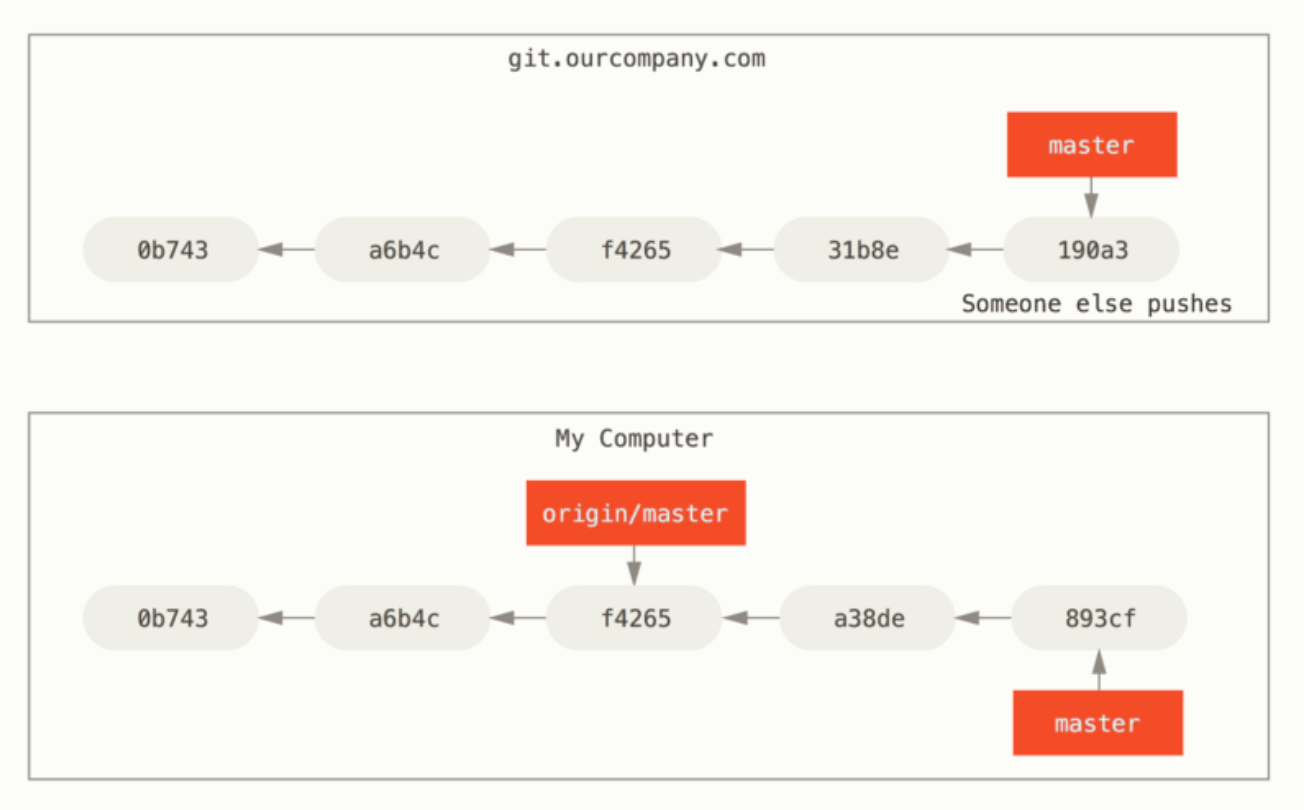 git.ourcompany.com
master
0b743 a6b4c f4265 31b8e 190a3
Someone else pushes
My Computer
origin/master
0b743 a6b4c f4265 a38de 893cf
master